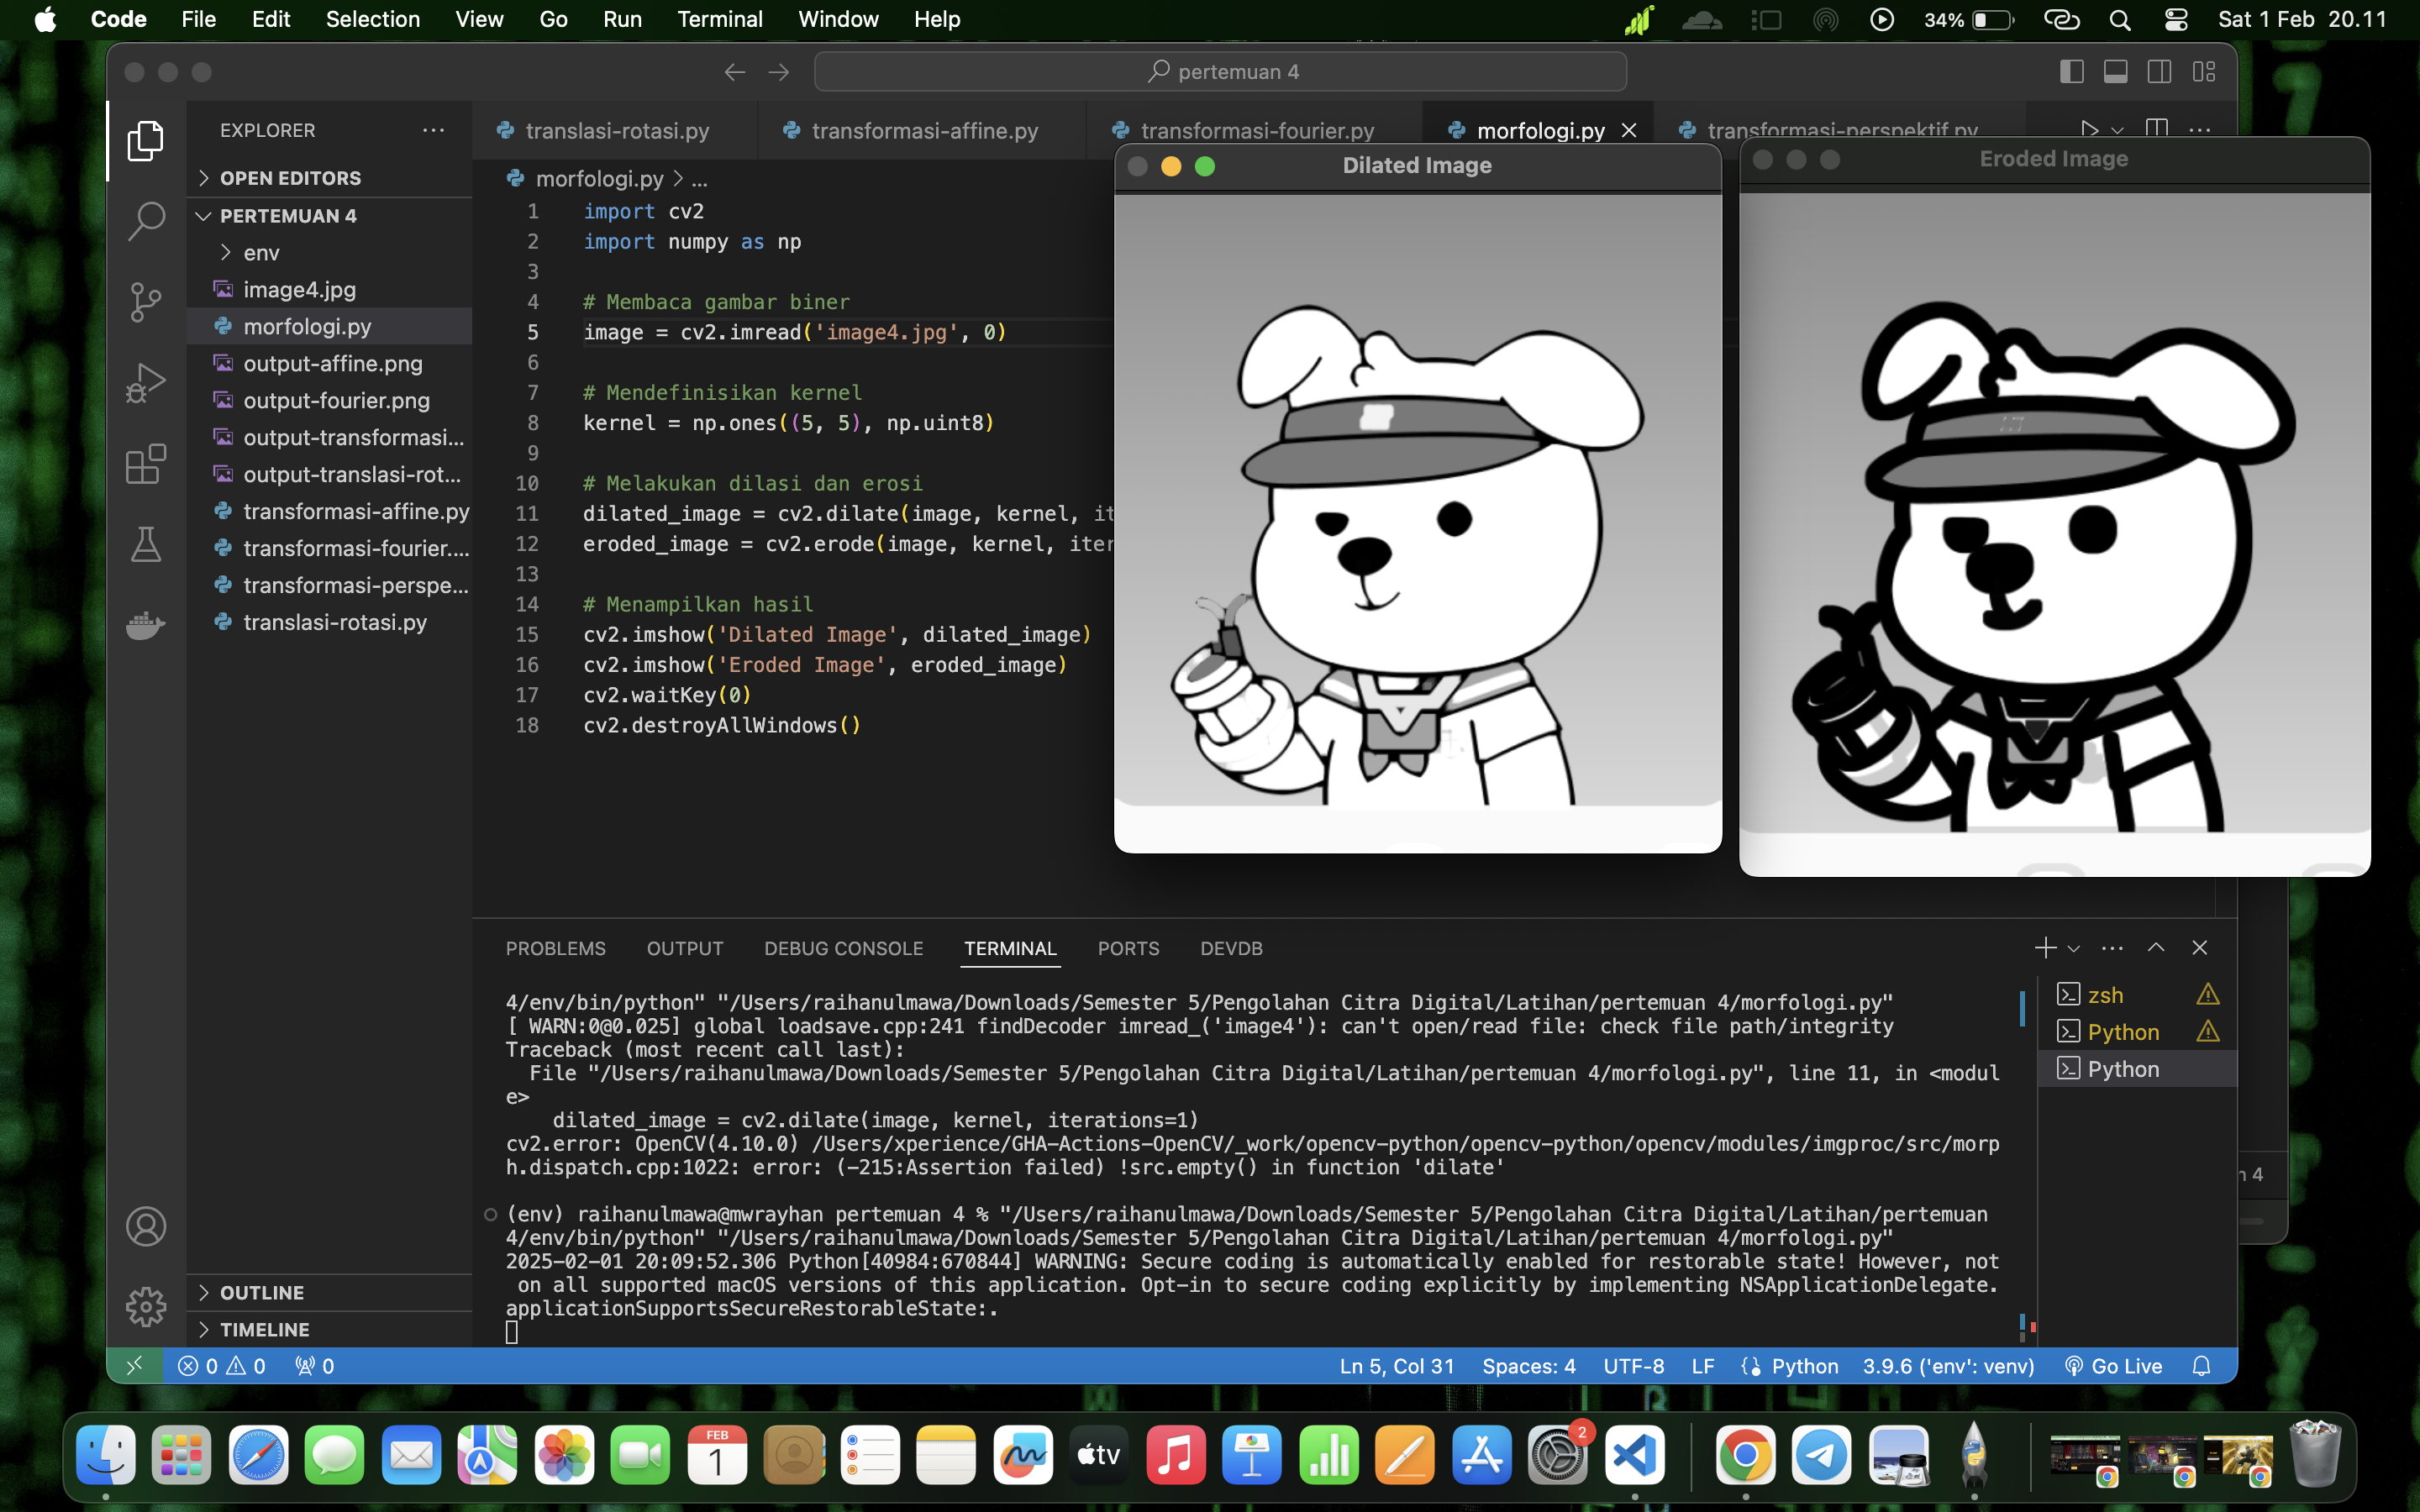 Code File Edit Selection View Go Run Terminal Window Help 34% Sat 1 Feb 20.11
pertemuan 4
EXPLORER
OPEN EDITORS
PERTEMUAN 4
env
image4.jpg
morfologi.py
output-affine.png
output-fourier.png
output-transformasi...
output-translasi-rot...
transformasi-affine.py
transformasi-fourier....
transformasi-perspe...
translasi-rotasi.py
OUTLINE
TIMELINE
translasi-rotasi.py transformasi-affine.py transformasi-fourier.py morfologi.py transformasi-perspektif.py
morfologi.py > ...
1 import cv2
2 import numpy as np
3
4 # Membaca gambar biner
5 image = cv2.imread('image4.jpg', 0)
6
7 # Mendefinisikan kernel
8 kernel = np.ones((5, 5), np.uint8)
9
10 # Melakukan dilasi dan erosi
11 dilated_image = cv2.dilate(image, kernel, it
12 eroded_image = cv2.erode(image, kernel, iter
13
14 # Menampilkan hasil
15 cv2.imshow('Dilated Image', dilated_image)
16 cv2.imshow('Eroded Image', eroded_image)
17 cv2.waitKey(0)
18 cv2.destroyAllWindows()
Dilated Image
Eroded Image
PROBLEMS OUTPUT DEBUG CONSOLE TERMINAL PORTS DEVDB
4/env/bin/python" "/Users/raihanulmawa/Downloads/Semester 5/Pengolahan Citra Digital/Latihan/pertemuan 4/morfologi.py"
[ WARN:0@0.025] global loadsave.cpp:241 findDecoder imread_('image4'): can't open/read file: check file path/integrity
Traceback (most recent call last):
File "/Users/raihanulmawa/Downloads/Semester 5/Pengolahan Citra Digital/Latihan/pertemuan 4/morfologi.py", line 11, in <modul
e>
dilated_image = cv2.dilate(image, kernel, iterations=1)
cv2.error: OpenCV(4.10.0) /Users/xperience/GHA-Actions-OpenCV/_work/opencv-python/opencv-python/opencv/modules/imgproc/src/morp
h.dispatch.cpp:1022: error: (-215:Assertion failed) !src.empty() in function 'dilate'
(env) raihanulmawa@mwrayhan pertemuan 4 % "/Users/raihanulmawa/Downloads/Semester 5/Pengolahan Citra Digital/Latihan/pertemuan
4/env/bin/python" "/Users/raihanulmawa/Downloads/Semester 5/Pengolahan Citra Digital/Latihan/pertemuan 4/morfologi.py"
2025-02-01 20:09:52.306 Python[40984:670844] WARNING: Secure coding is automatically enabled for restorable state! However, not
on all supported macOS versions of this application. Opt-in to secure coding explicitly by implementing NSApplicationDelegate.
applicationSupportsSecureRestorableState:.
zsh
Python
Python
n 4
0 0 0 Ln 5, Col 31 Spaces: 4 UTF-8 LF Python 3.9.6 ('env': venv) Go Live
FEB
1
tv
2